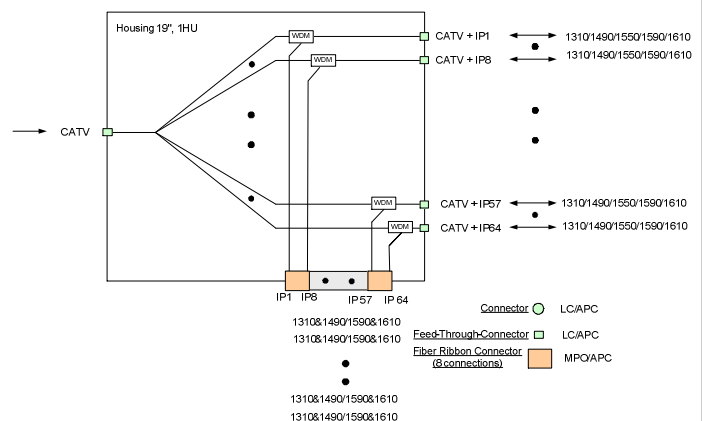 Housing 19", 1HU
WDM
CATV + IP1
1310/1490/1550/1590/1610
WDM
CATV + IP8
1310/1490/1550/1590/1610
CATV
WDM
CATV + IP57
1310/1490/1550/1590/1610
WDM
CATV + IP64
1310/1490/1550/1590/1610
IP1 IP8 IP57 IP64
1310&1490/1590&1610
1310&1490/1590&1610
1310&1490/1590&1610
1310&1490/1590&1610
Connector LC/APC
Feed-Through-Connector LC/APC
Fiber Ribbon Connector
(8 connections)
MPO/APC